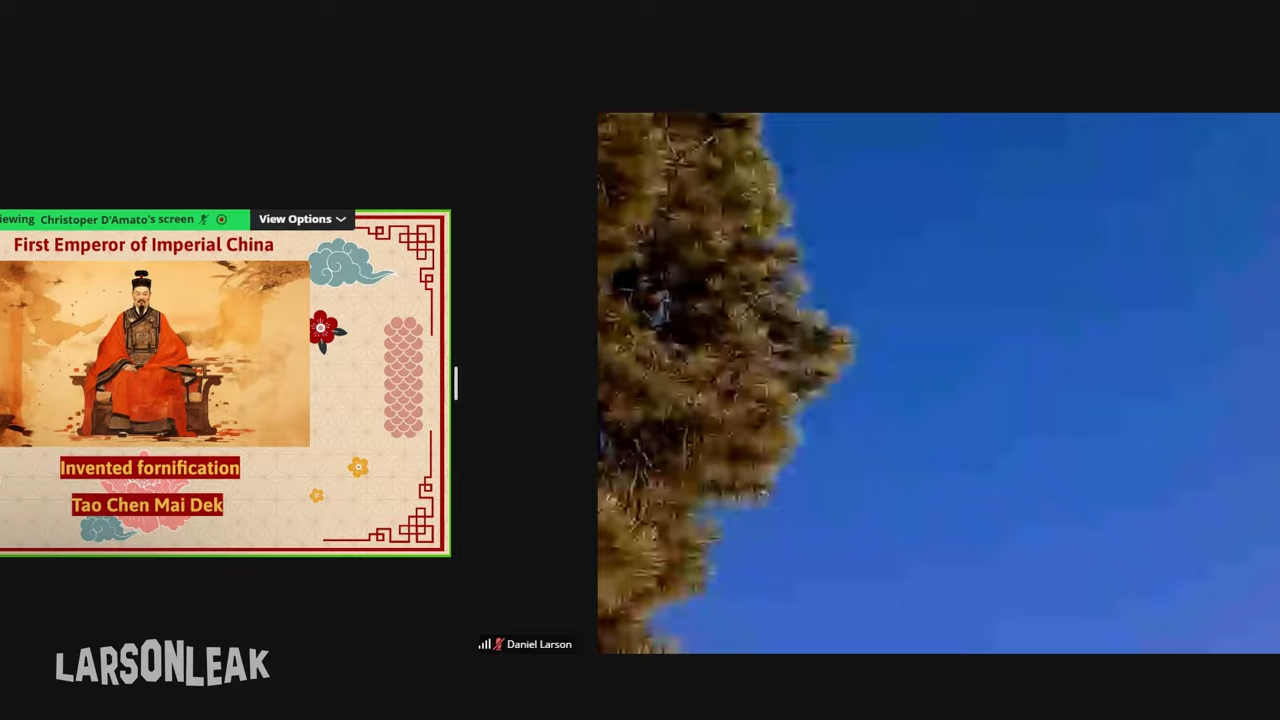 iewing Christoper D'Amato's screen
View Options
First Emperor of Imperial China
Invented fornification
Tao Chen Mai Dek
Daniel Larson
LARSONLEAK